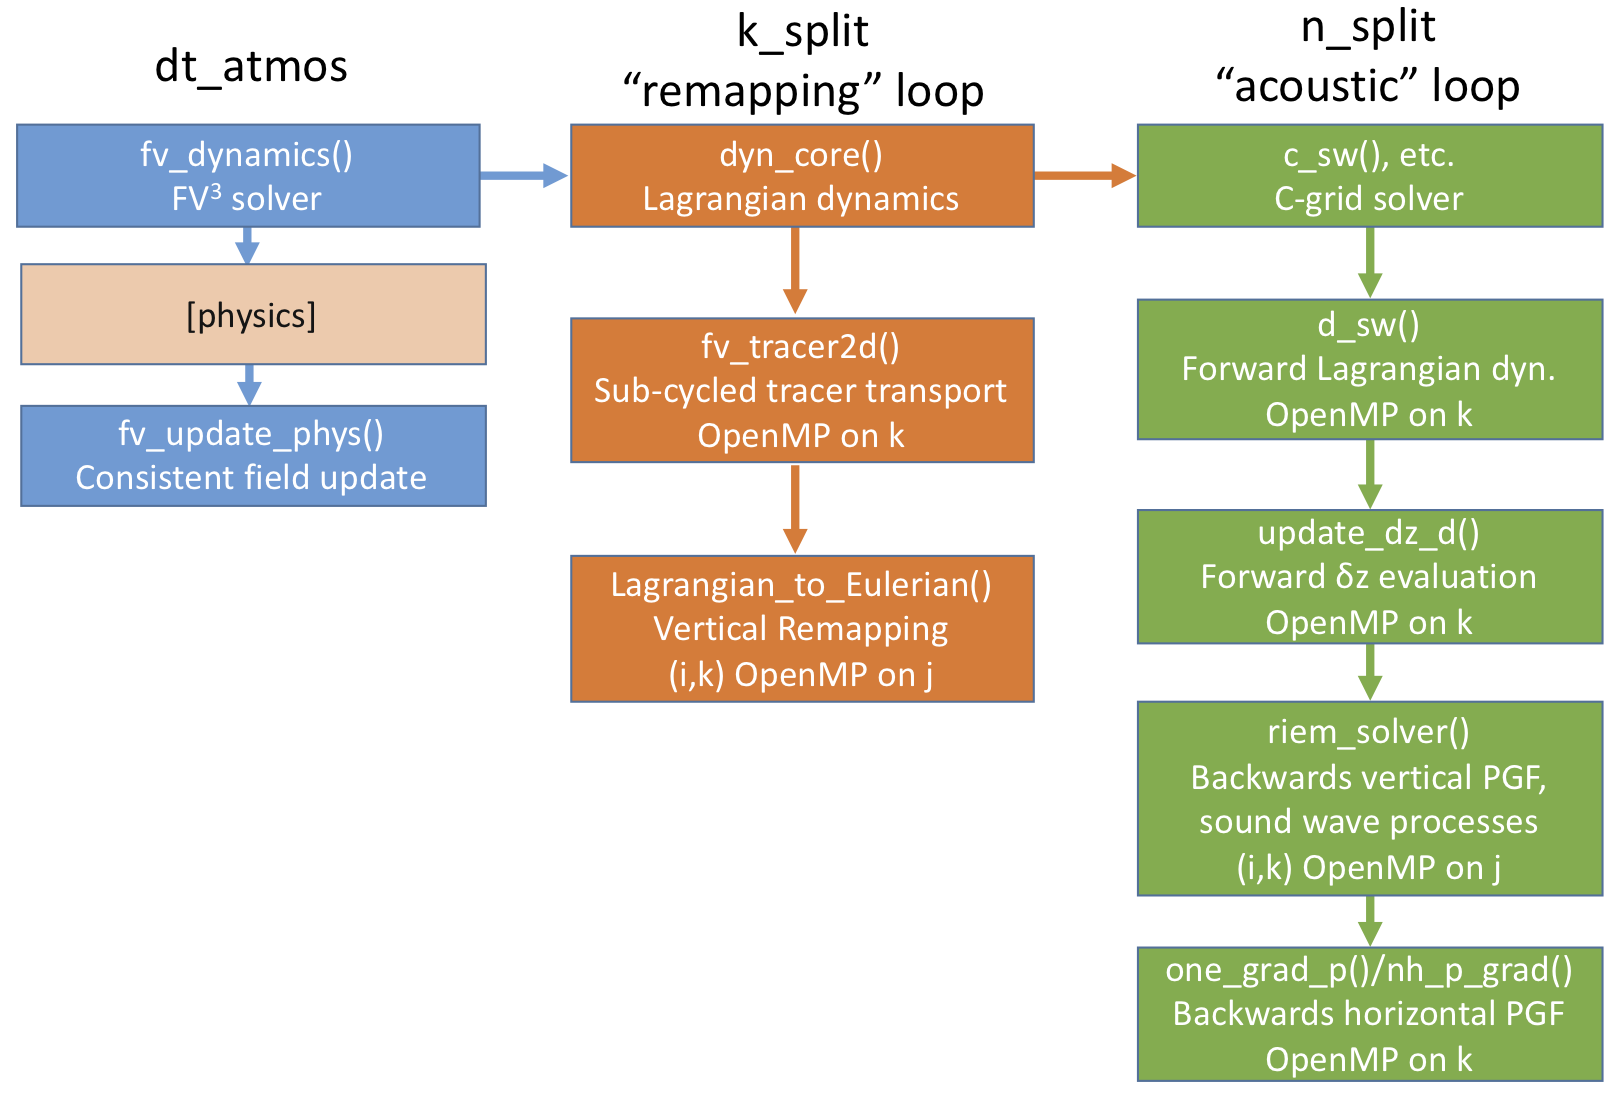 dt_atmos
fv_dynamics()
FV³ solver
[physics]
fv_update_phys()
Consistent field update
k_split
“remapping” loop
dyn_core()
Lagrangian dynamics
fv_tracer2d()
Sub-cycled tracer transport
OpenMP on k
Lagrangian_to_Eulerian()
Vertical Remapping
(i,k) OpenMP on j
n_split
“acoustic” loop
c_sw(), etc.
C-grid solver
d_sw()
Forward Lagrangian dyn.
OpenMP on k
update_dz_d()
Forward δz evaluation
OpenMP on k
riem_solver()
Backwards vertical PGF,
sound wave processes
(i,k) OpenMP on j
one_grad_p()/nh_p_grad()
Backwards horizontal PGF
OpenMP on k